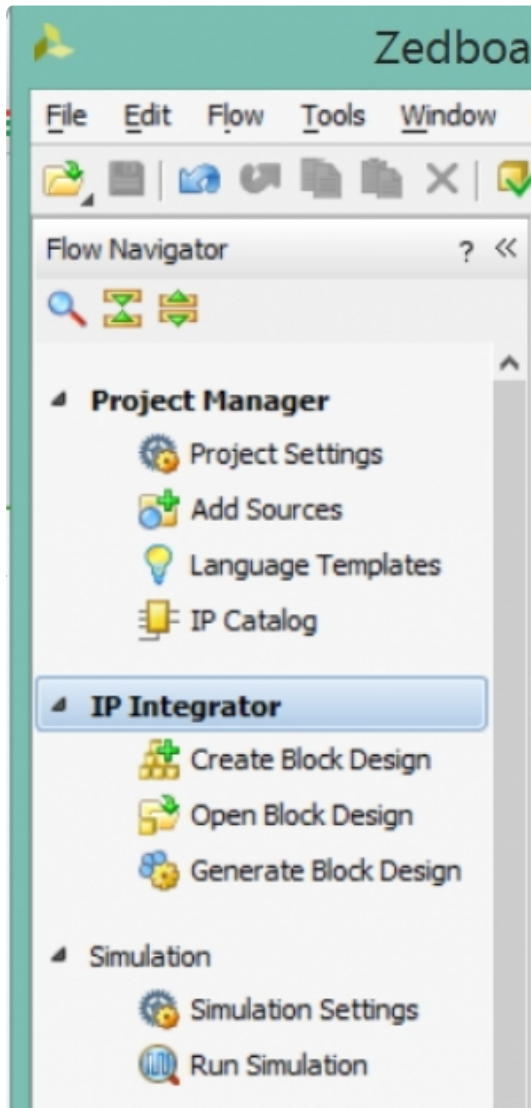 Zedboa
File Edit Flow Tools Window
Flow Navigator ? «
Project Manager
Project Settings
Add Sources
Language Templates
IP Catalog
IP Integrator
Create Block Design
Open Block Design
Generate Block Design
Simulation
Simulation Settings
Run Simulation